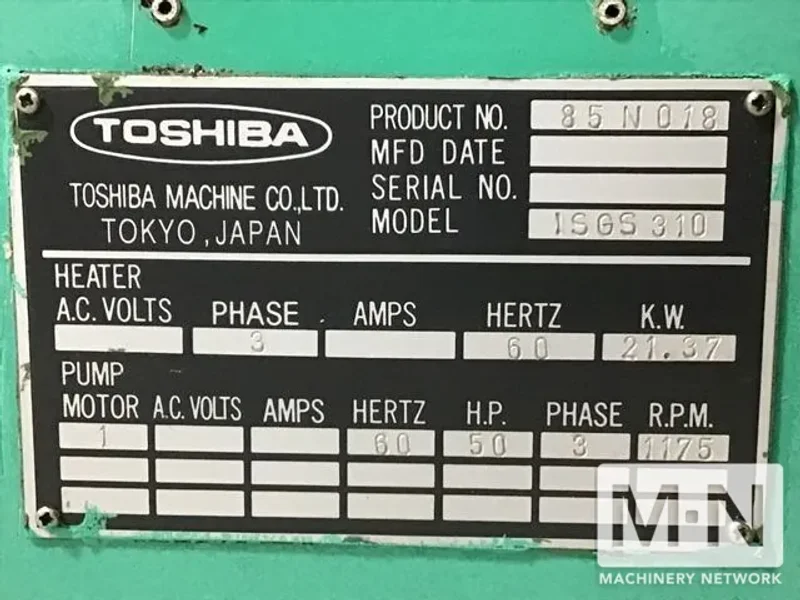 TOSHIBA
TOSHIBA MACHINE CO.,LTD.
TOKYO, JAPAN
PRODUCT NO. 85N018
MFD DATE
SERIAL NO.
MODEL ISGS 310
HEATER
A.C. VOLTS PHASE AMPS HERTZ K.W.
3 60 21.37
PUMP
MOTOR A.C. VOLTS AMPS HERTZ H.P. PHASE R.P.M.
1 60 50 3 1175
M·N
MACHINERY NETWORK